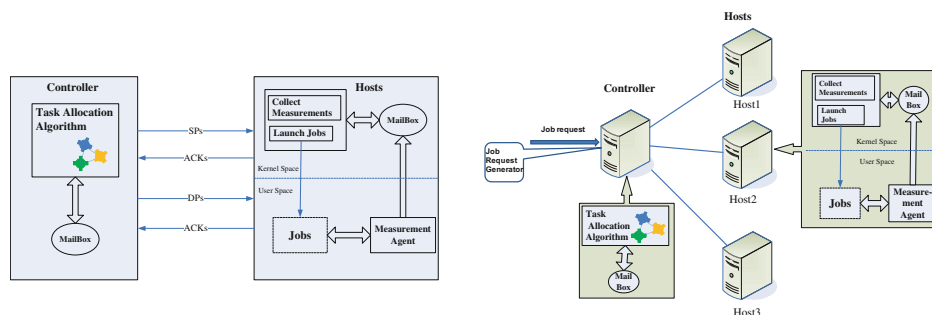 Controller
Task Allocation
Algorithm
MailBox
SPs
ACKs
DPs
ACKs
Hosts
Collect
Measurements
Launch Jobs
MailBox
Kernel Space
User Space
Jobs
Measurement
Agent
Hosts
Controller
Job request
Job
Request
Generator
Task
Allocation
Algorithm
Mail
Box
Host1
Host2
Host3
Collect
Measurements
Launch
Jobs
Mail
Box
Kernel Space
User Space
Jobs
Measure-
ment
Agent